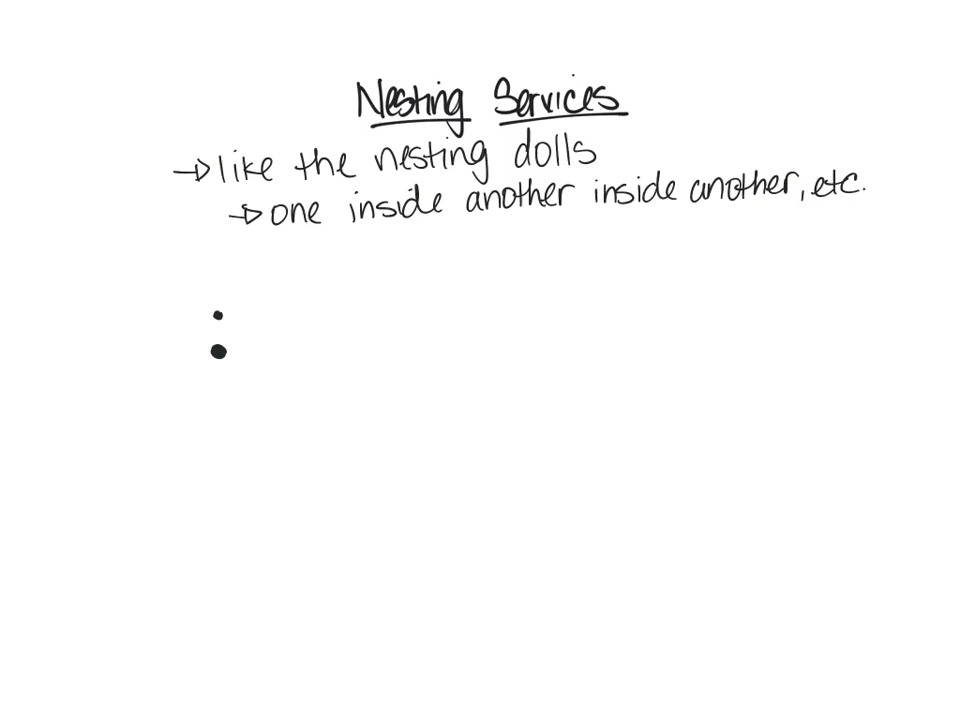 Nesting Services
→ like the nesting dolls
→ one inside another inside another, etc.